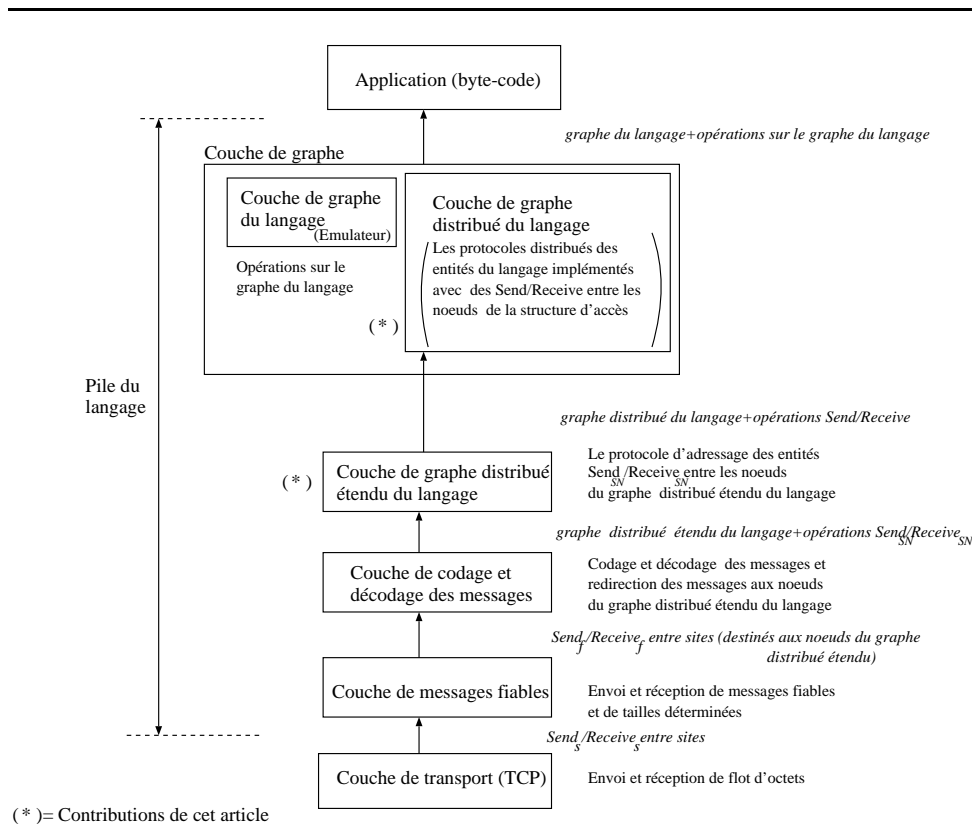 Application (byte-code)
graphe du langage+opérations sur le graphe du langage
Couche de graphe
Couche de graphe
du langage
(Emulateur)
Opérations sur le
graphe du langage
Couche de graphe
distribué du langage
Les protocoles distribués des
entités du langage implémentés
avec des Send/Receive entre les
noeuds de la structure d'accès
(*)
Pile du
langage
graphe distribué du langage+opérations Send/Receive
(*)
Couche de graphe distribué
étendu du langage
Le protocole d'adressage des entités
Send_SN/Receive_SN entre les noeuds
du graphe distribué étendu du langage
graphe distribué étendu du langage+opérations Send_SN/Receive_SN
Couche de codage et
décodage des messages
Codage et décodage des messages et
redirection des messages aux noeuds
du graphe distribué étendu du langage
Send_f/Receive_f entre sites (destinés aux noeuds du graphe
distribué étendu)
Couche de messages fiables
Envoi et réception de messages fiables
et de tailles déterminées
Send_s/Receive_s entre sites
Couche de transport (TCP)
Envoi et réception de flot d'octets
(*)= Contributions de cet article